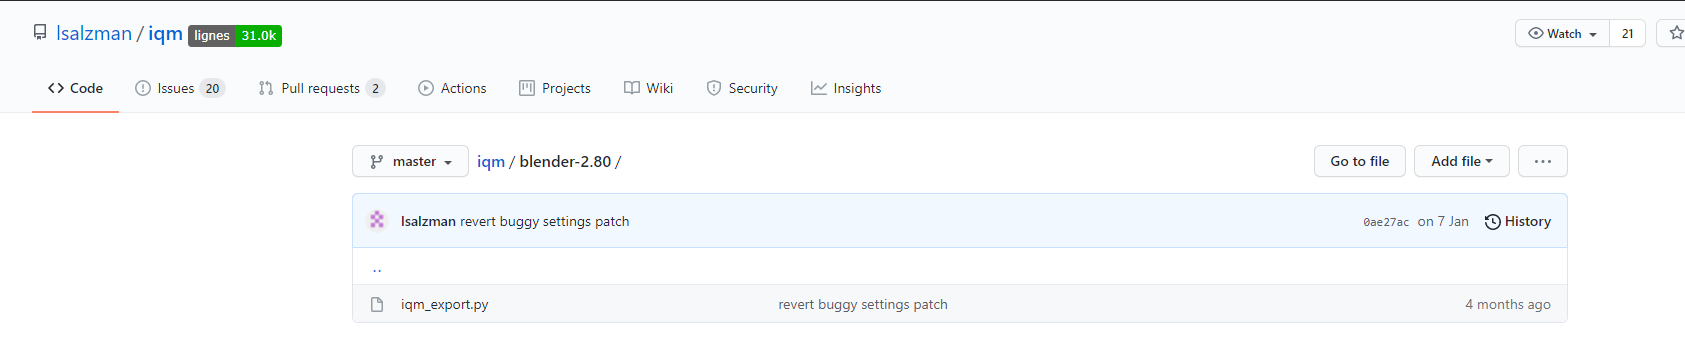 lsalzman / iqm lignes 31.0k
Watch 21
Code Issues 20 Pull requests 2 Actions Projects Wiki Security Insights
master iqm / blender-2.80 / Go to file Add file ...
lsalzman revert buggy settings patch 0ae27ac on 7 Jan History
..
iqm_export.py revert buggy settings patch 4 months ago